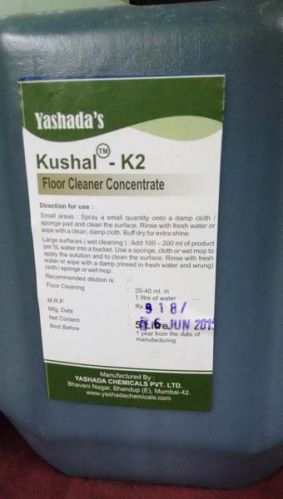 Yashada's
Kushal™ - K2
Floor Cleaner Concentrate
Direction for use :
Small areas : Spray a small quantity onto a damp cloth /
sponge pad and clean the surface. Rinse with fresh water or
wipe with a clean, damp cloth. Buff dry for extra shine.
Large surfaces ( wet cleaning ) : Add 100 - 200 ml of product
per 5L water into a bucket. Use a sponge, cloth or wet mop to
apply the solution and to clean the surface. Rinse with fresh
water or wipe with a damp (rinsed in fresh water and wrung)
cloth / sponge or wet mop.
Recommended dilution is
Floor Cleaning : 20-40 ml. in
1 litre of water
M.R.P. : Rs. 918/
Mfg. Date : JUN
Net Content : 5 Litre
Best Before : 1 year from the date of
manufacturing
Manufactured By :
YASHADA CHEMICALS PVT. LTD.
Bhavani Nagar, Bhandup (E), Mumbai-42.
www.yashadachemicals.com